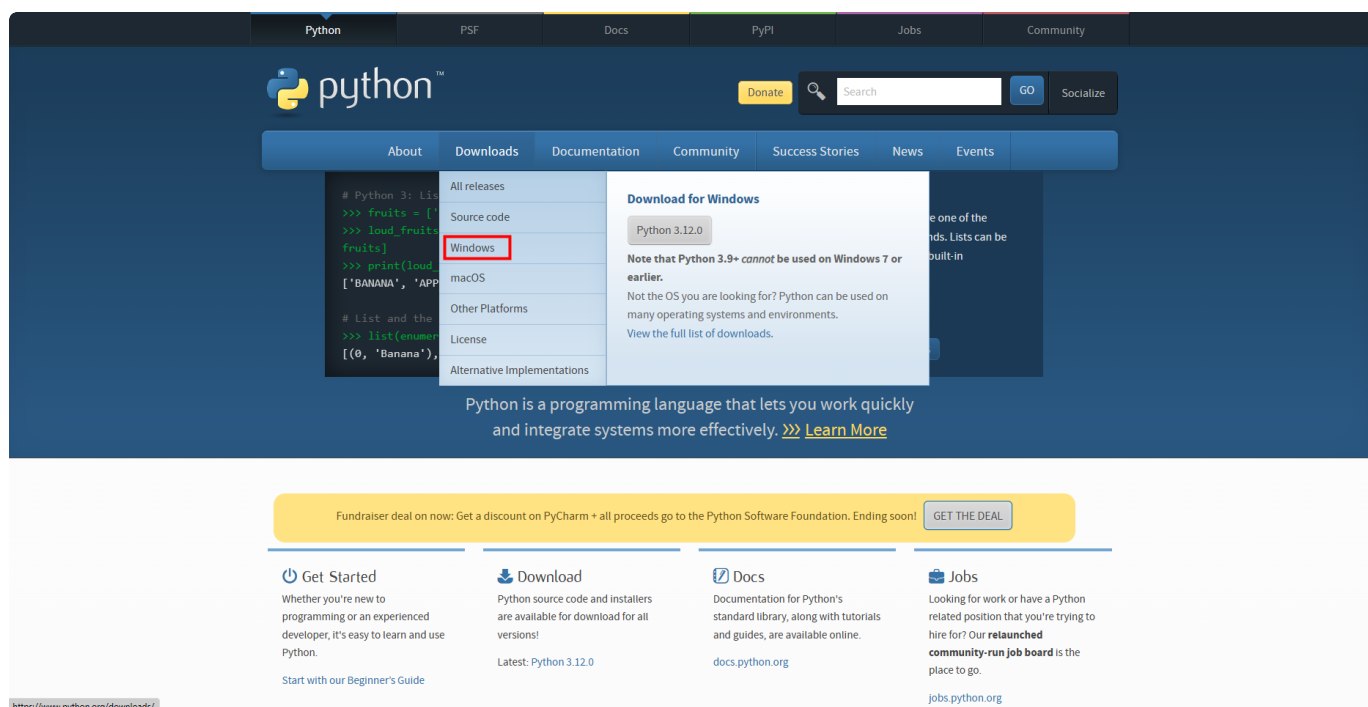 Python PSF Docs PyPI Jobs Community
python™
Donate Search GO Socialize
About Downloads Documentation Community Success Stories News Events
# Python 3: Lis
>>> fruits = ['
>>> loud_fruits
fruits]
>>> print(loud_
['BANANA', 'APP
# List and the
>>> list(enumer
[(0, 'Banana'),
All releases
Source code
Windows
macOS
Other Platforms
License
Alternative Implementations
Download for Windows
Python 3.12.0
Note that Python 3.9+ cannot be used on Windows 7 or
earlier.
Not the OS you are looking for? Python can be used on
many operating systems and environments.
View the full list of downloads.
e one of the
nds. Lists can be
built-in
Python is a programming language that lets you work quickly
and integrate systems more effectively. >>> Learn More
Fundraiser deal on now: Get a discount on PyCharm + all proceeds go to the Python Software Foundation. Ending soon! GET THE DEAL
Get Started
Whether you're new to
programming or an experienced
developer, it's easy to learn and use
Python.
Start with our Beginner's Guide
Download
Python source code and installers
are available for download for all
versions!
Latest: Python 3.12.0
Docs
Documentation for Python's
standard library, along with tutorials
and guides, are available online.
docs.python.org
Jobs
Looking for work or have a Python
related position that you're trying to
hire for? Our relaunched
community-run job board is the
place to go.
jobs.python.org
https://www.python.org/downloads/